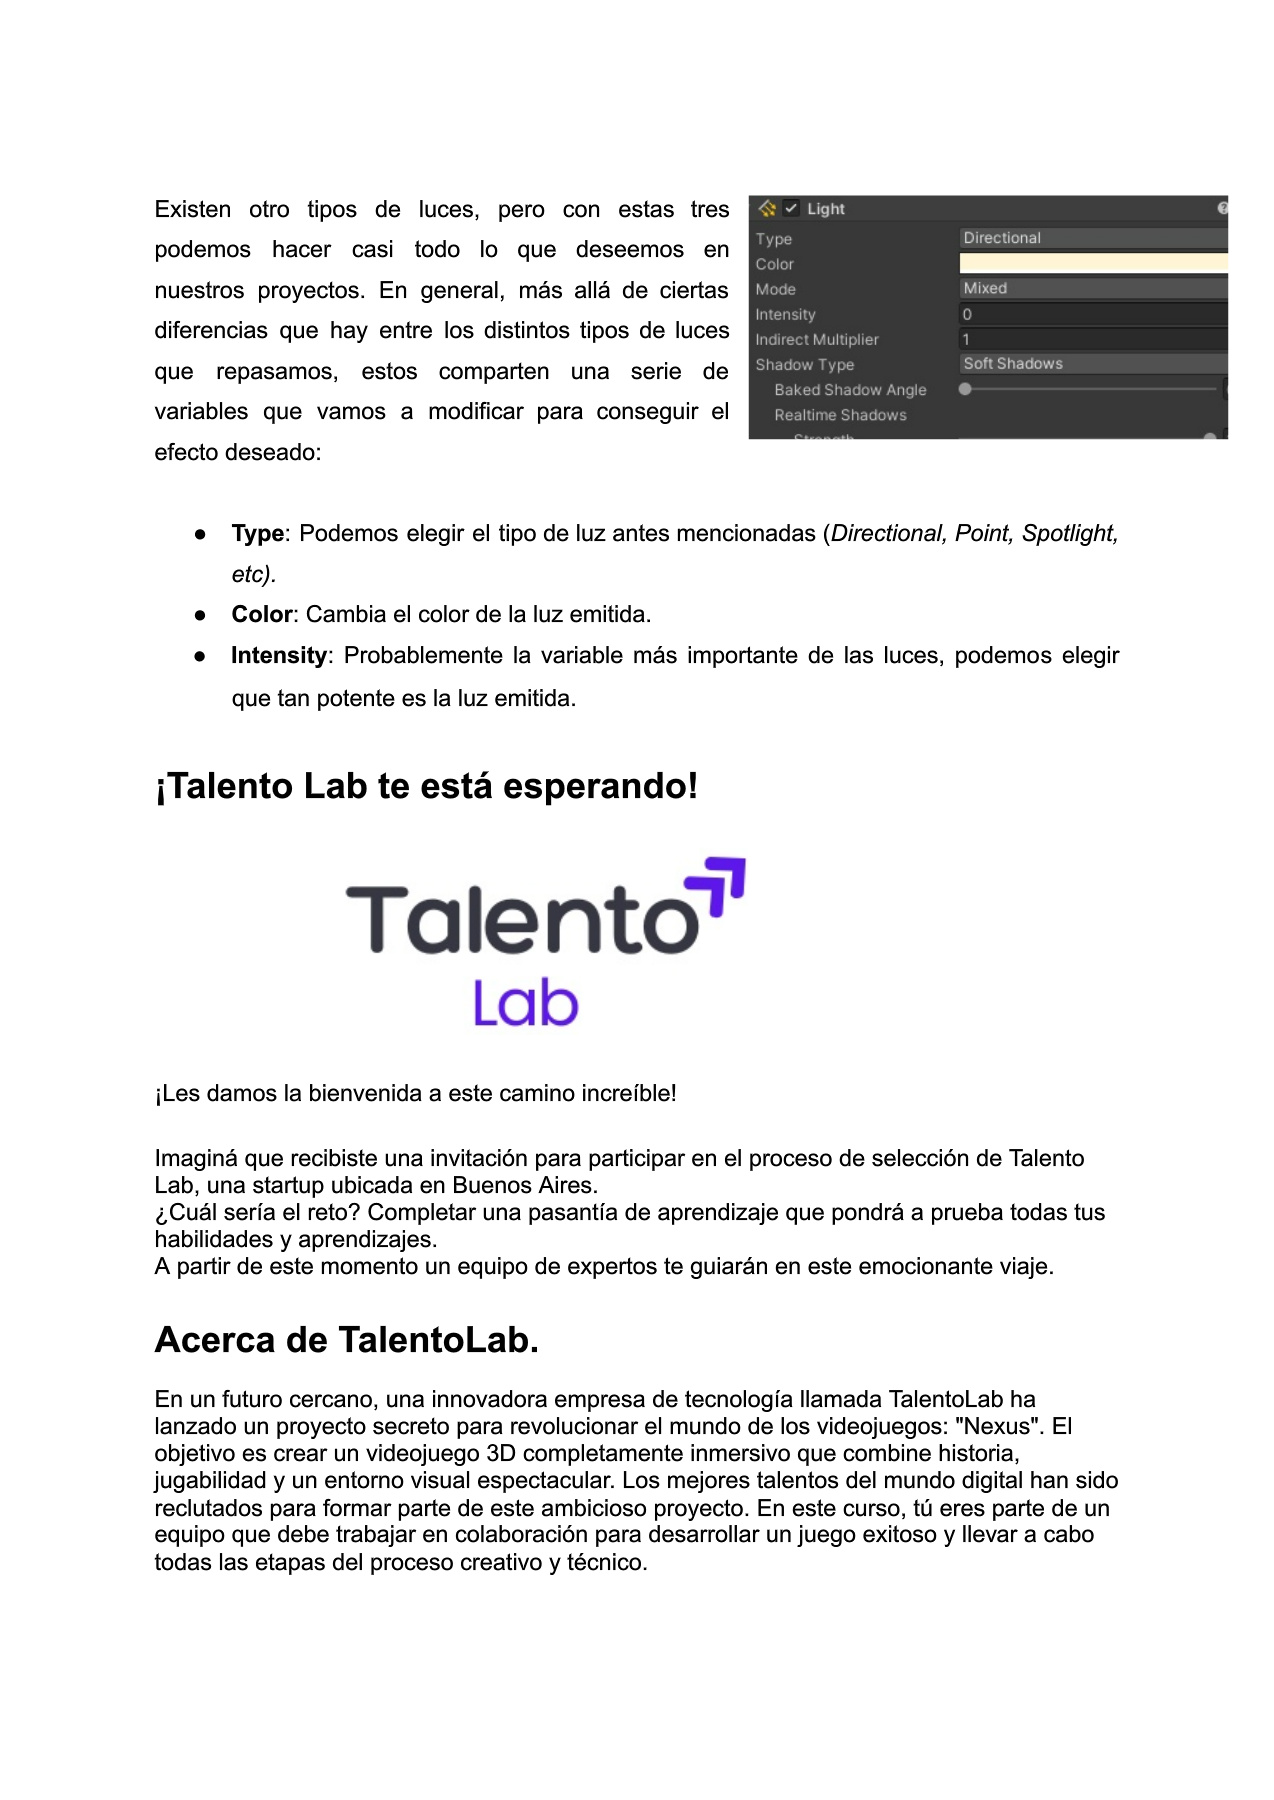 Existen otro tipos de luces, pero con estas tres
podemos hacer casi todo lo que deseemos en
nuestros proyectos. En general, más allá de ciertas
diferencias que hay entre los distintos tipos de luces
que repasamos, estos comparten una serie de
variables que vamos a modificar para conseguir el
efecto deseado:
Light
Type Directional
Color
Mode Mixed
Intensity 0
Indirect Multiplier 1
Shadow Type Soft Shadows
Baked Shadow Angle
Realtime Shadows
Strength
● Type: Podemos elegir el tipo de luz antes mencionadas (Directional, Point, Spotlight,
etc).
● Color: Cambia el color de la luz emitida.
● Intensity: Probablemente la variable más importante de las luces, podemos elegir
que tan potente es la luz emitida.
¡Talento Lab te está esperando!
Talento
Lab
¡Les damos la bienvenida a este camino increíble!
Imaginá que recibiste una invitación para participar en el proceso de selección de Talento
Lab, una startup ubicada en Buenos Aires.
¿Cuál sería el reto? Completar una pasantía de aprendizaje que pondrá a prueba todas tus
habilidades y aprendizajes.
A partir de este momento un equipo de expertos te guiarán en este emocionante viaje.
Acerca de TalentoLab.
En un futuro cercano, una innovadora empresa de tecnología llamada TalentoLab ha
lanzado un proyecto secreto para revolucionar el mundo de los videojuegos: "Nexus". El
objetivo es crear un videojuego 3D completamente inmersivo que combine historia,
jugabilidad y un entorno visual espectacular. Los mejores talentos del mundo digital han sido
reclutados para formar parte de este ambicioso proyecto. En este curso, tú eres parte de un
equipo que debe trabajar en colaboración para desarrollar un juego exitoso y llevar a cabo
todas las etapas del proceso creativo y técnico.